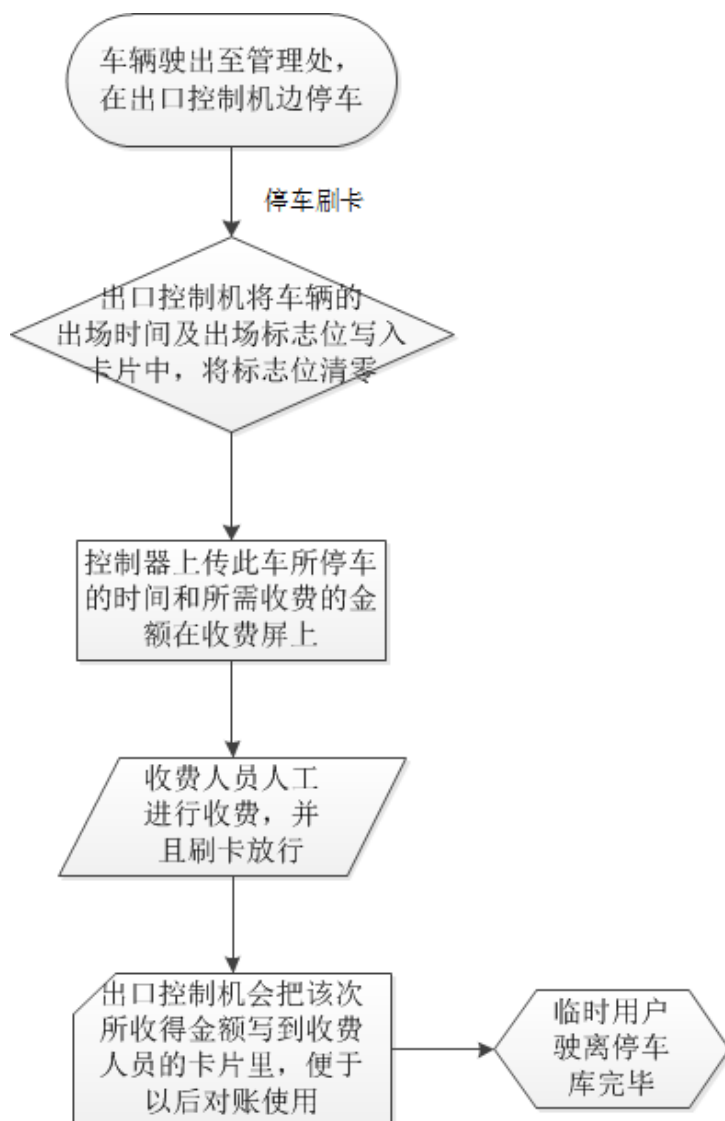 车辆驶出至管理处，
在出口控制机边停车
停车刷卡
出口控制机将车辆的
出场时间及出场标志位写入
卡片中，将标志位清零
控制器上传此车所停车
的时间和所需收费的金
额在收费屏上
收费人员人工
进行收费，并
且刷卡放行
出口控制机会把该次
所收得金额写到收费
人员的卡片里，便于
以后对账使用
临时用户
驶离停车
库完毕